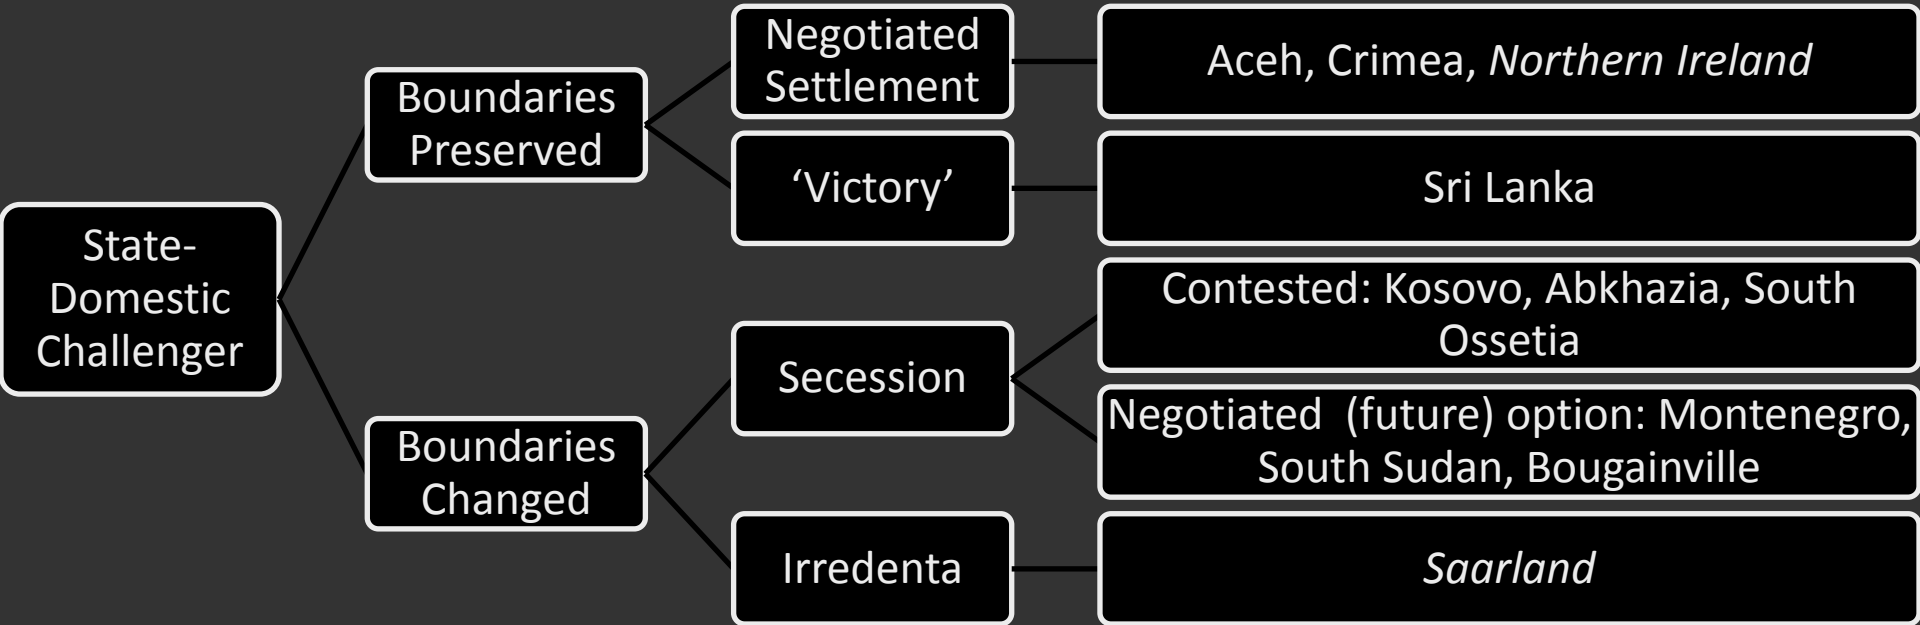 State-
Domestic
Challenger
Boundaries
Preserved
Negotiated
Settlement
Aceh, Crimea, Northern Ireland
‘Victory’
Sri Lanka
Boundaries
Changed
Secession
Contested: Kosovo, Abkhazia, South
Ossetia
Negotiated (future) option: Montenegro,
South Sudan, Bougainville
Irredenta
Saarland